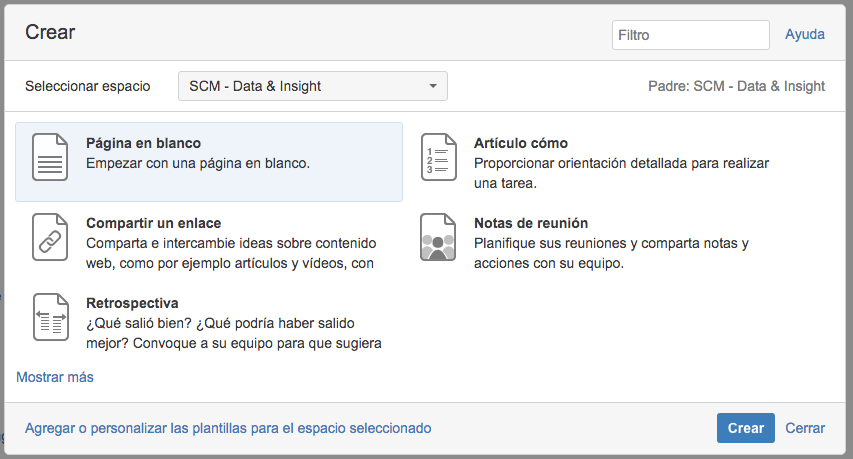 Crear
Filtro
Ayuda
Seleccionar espacio
SCM - Data & Insight
Padre: SCM - Data & Insight
Página en blanco
Empezar con una página en blanco.
1
2
3
Artículo cómo
Proporcionar orientación detallada para realizar
una tarea.
Compartir un enlace
Comparta e intercambie ideas sobre contenido
web, como por ejemplo artículos y vídeos, con
Notas de reunión
Planifique sus reuniones y comparta notas y
acciones con su equipo.
Retrospectiva
¿Qué salió bien? ¿Qué podría haber salido
mejor? Convoque a su equipo para que sugiera
Mostrar más
Agregar o personalizar las plantillas para el espacio seleccionado
Crear
Cerrar